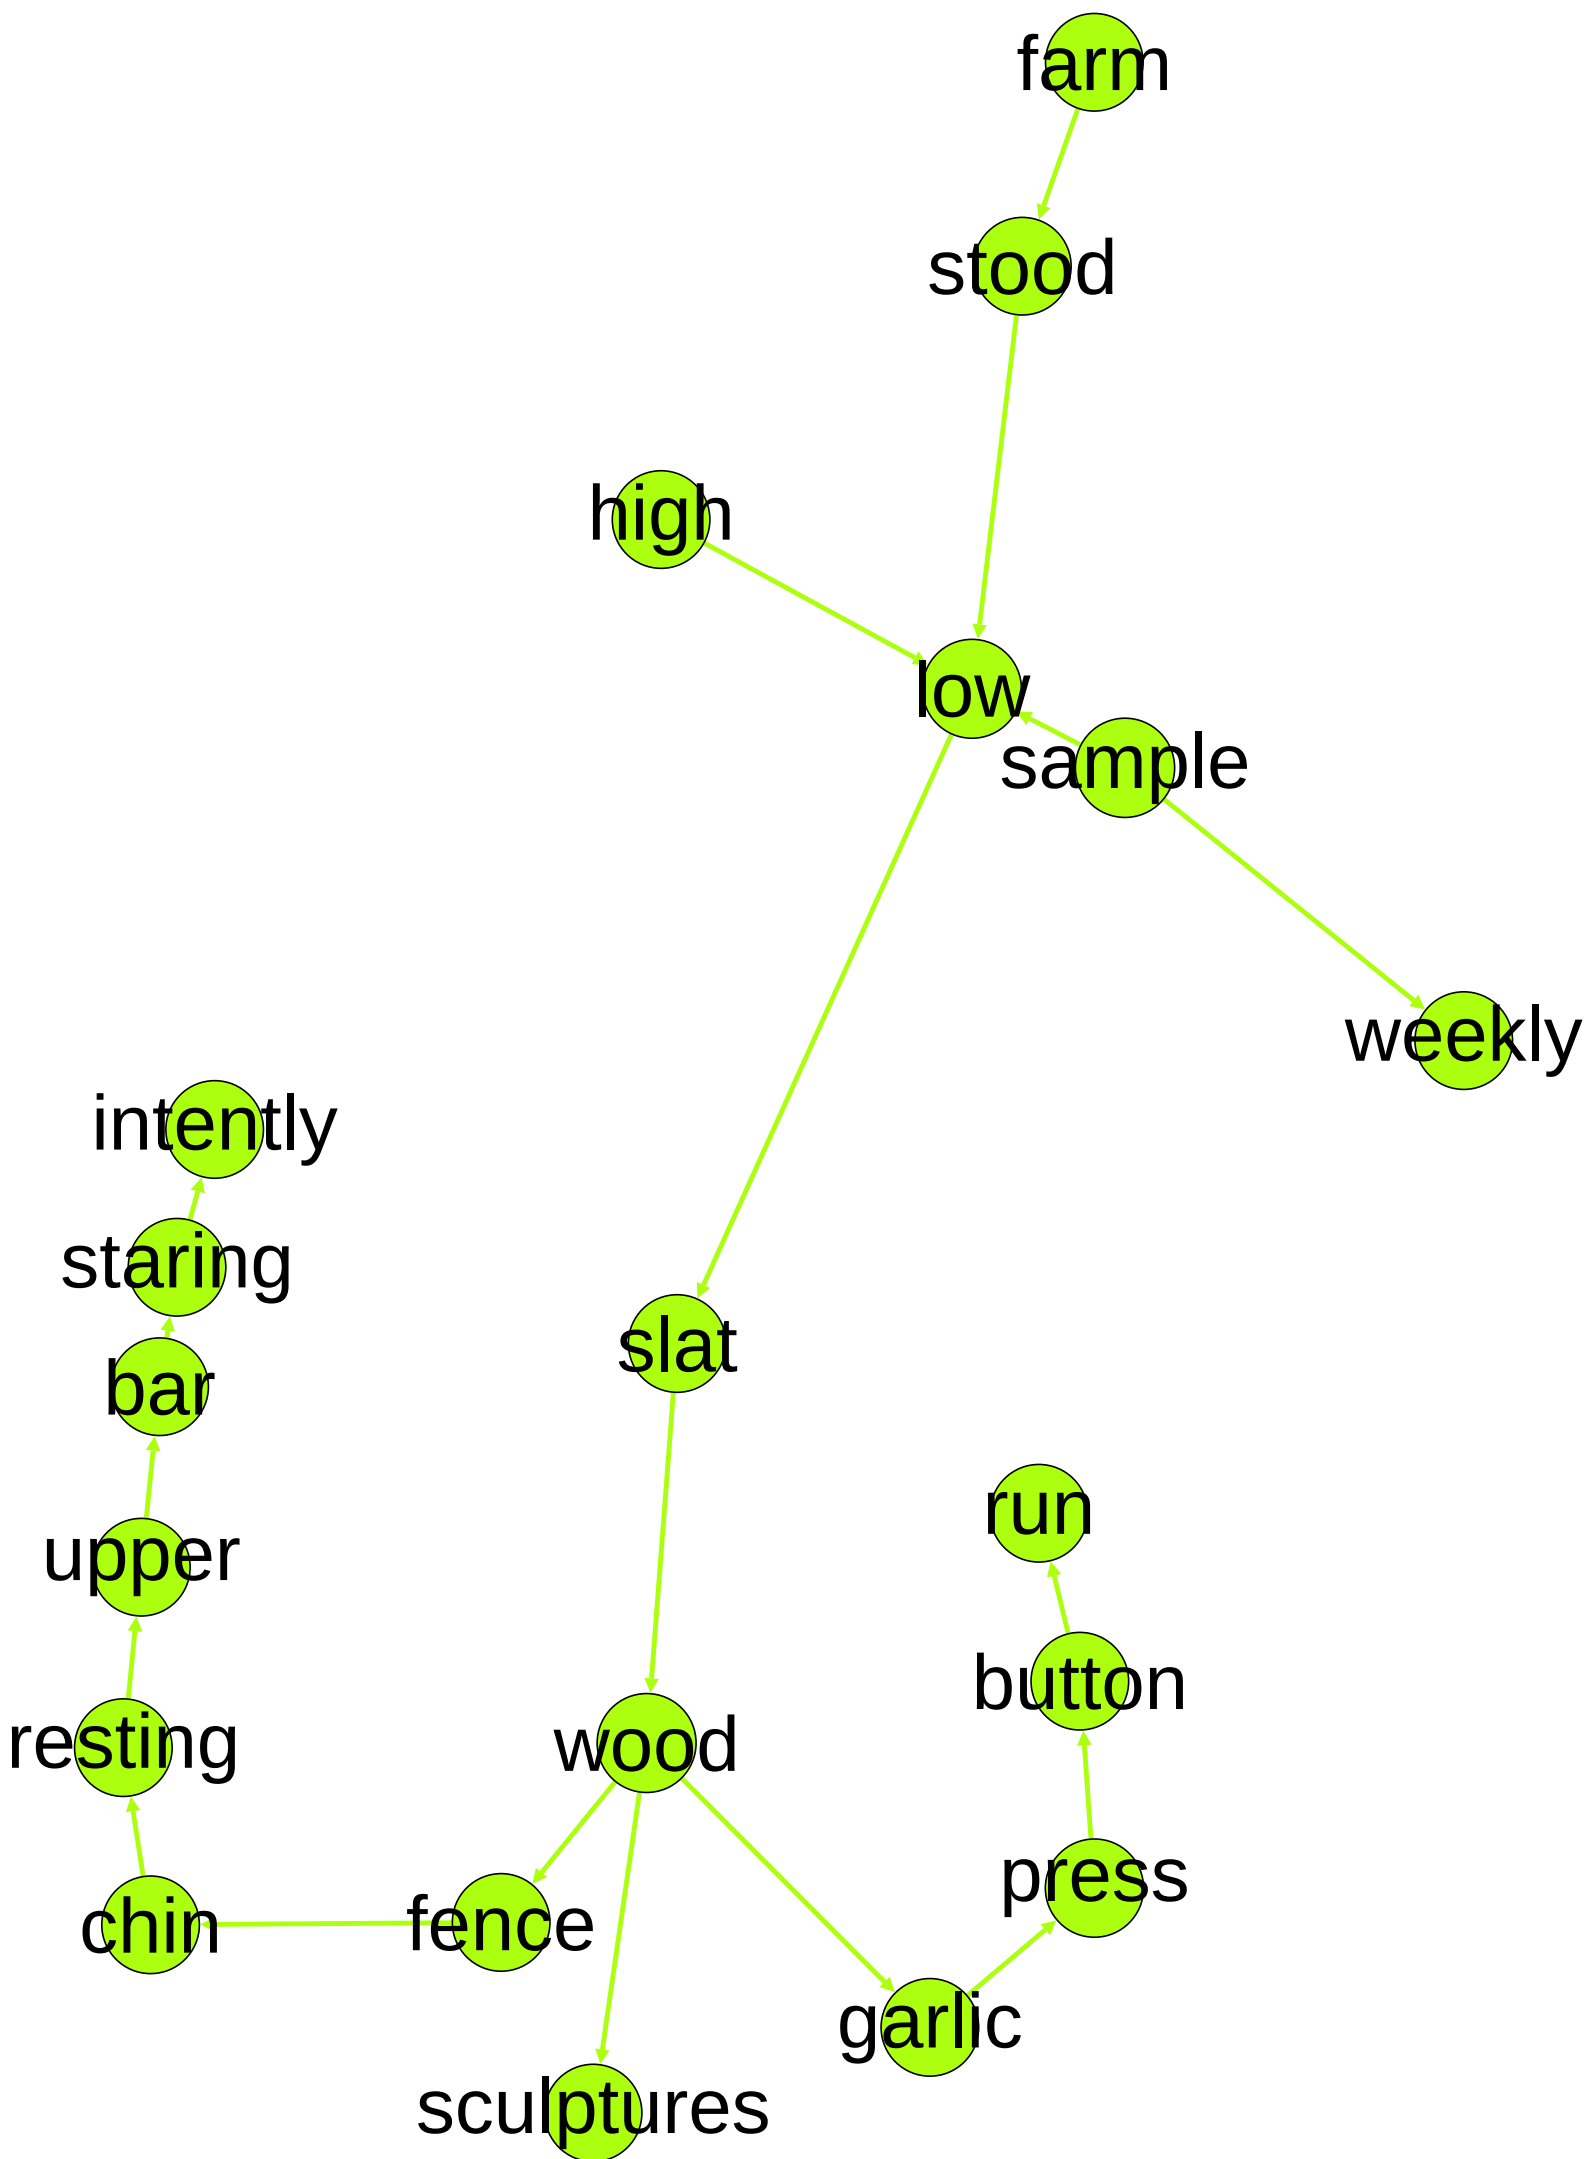 farm
stood
high
low
sample
weekly
intently
staring
slat
bar
run
upper
button
resting
wood
press
chin
fence
garlic
sculptures